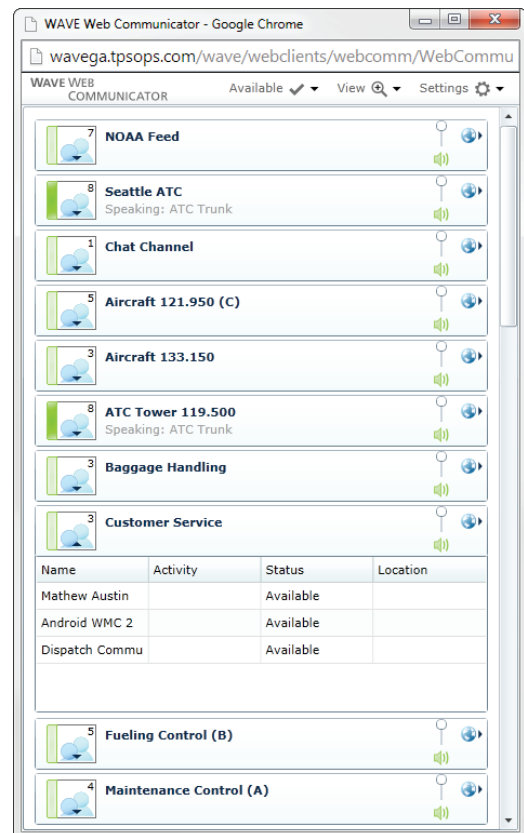 WAVE Web Communicator - Google Chrome
wavega.tpsops.com/wave/webclients/webcomm/WebCommu
WAVE WEB
COMMUNICATOR
Available
View
Settings
7
NOAA Feed
8
Seattle ATC
Speaking: ATC Trunk
1
Chat Channel
5
Aircraft 121.950 (C)
3
Aircraft 133.150
8
ATC Tower 119.500
Speaking: ATC Trunk
3
Baggage Handling
3
Customer Service
Name Activity Status Location
Mathew Austin Available
Android WMC 2 Available
Dispatch Commu Available
5
Fueling Control (B)
4
Maintenance Control (A)